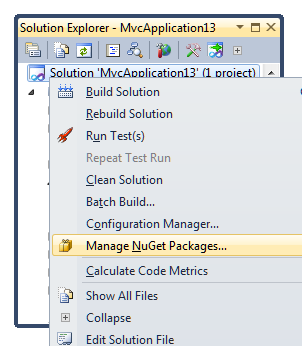 Solution Explorer - MvcApplication13
Solution 'MvcApplication13' (1 project)
Build Solution
Rebuild Solution
Run Test(s)
Repeat Test Run
Clean Solution
Batch Build...
Configuration Manager...
Manage NuGet Packages...
Calculate Code Metrics
Show All Files
Collapse
Edit Solution File